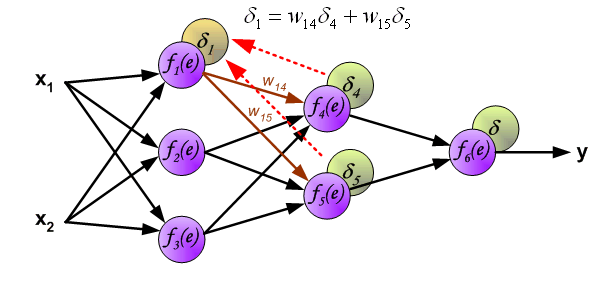 δ₁ = w₁₄δ₄ + w₁₅δ₅
δ₁
f₁(e)
x₁
w₁₄
δ₄
f₄(e)
w₁₅
δ
f₂(e)
f₆(e)
y
δ₅
f₅(e)
x₂
f₃(e)